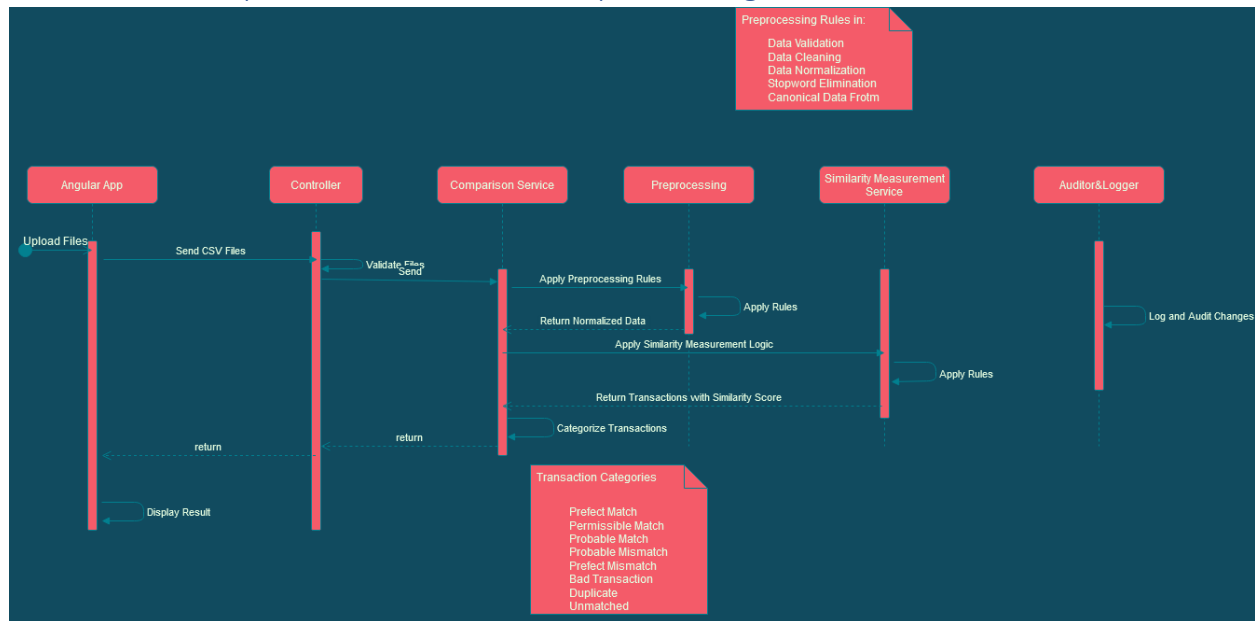 Preprocessing Rules in:
Data Validation
Data Cleaning
Data Normalization
Stopword Elimination
Canonical Data Frotm
Angular App
Controller
Comparison Service
Preprocessing
Similarity Measurement
Service
Auditor&Logger
Upload Files
Send CSV Files
Validate Files
Send
Apply Preprocessing Rules
Apply Rules
Log and Audit Changes
Return Normalized Data
Apply Similarity Measurement Logic
Apply Rules
Return Transactions with Similarity Score
Categorize Transactions
return
return
Display Result
Transaction Categories
Prefect Match
Permissible Match
Probable Match
Probable Mismatch
Prefect Mismatch
Bad Transaction
Duplicate
Unmatched